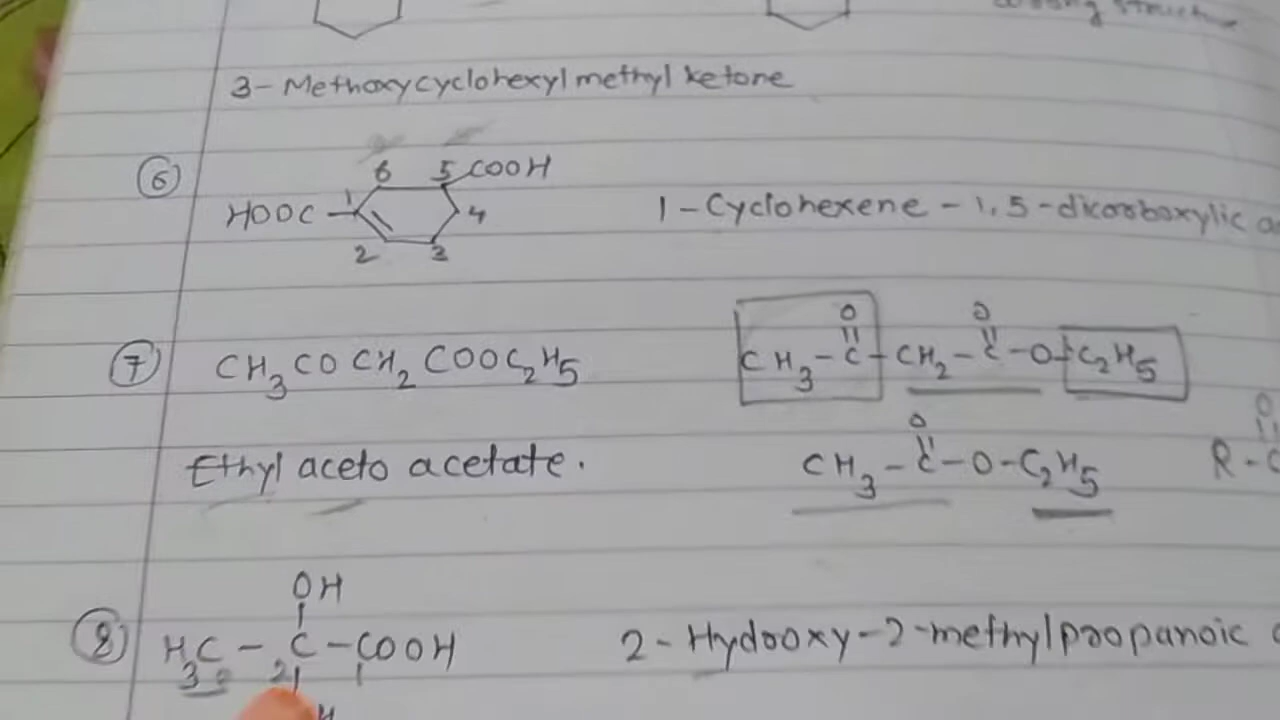 3- Methoxycyclohexyl methyl ketone
6 5 COOH
⑥ HOOC 1 4 1-Cyclohexene-1,5-dicarboxylic
2 3
O O
⑦ CH3COCH2COOC2H5 CH3-C-CH2-C-O-C2H5
O O
Ethyl aceto acetate. CH3-C-O-C2H5 R-C
OH
⑧ H3C-C-COOH 2-Hydroxy-2-methylpropanoic
3 2 1